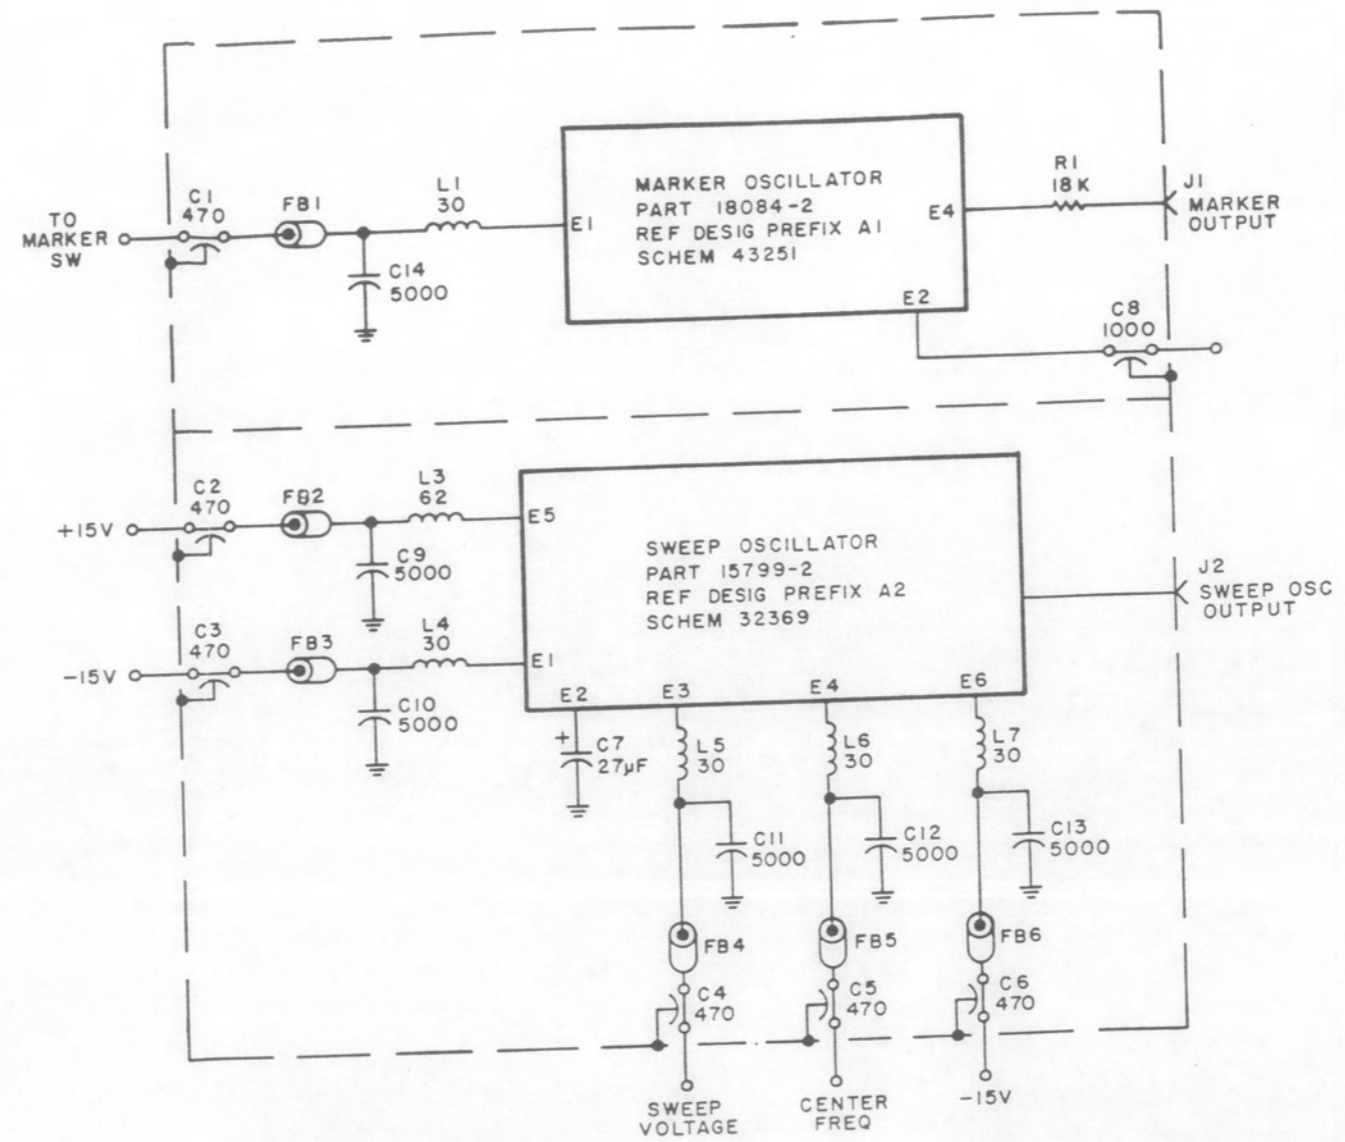 TO
MARKER
SW
C1
470
FB1
L1
30
C14
5000
E1
MARKER OSCILLATOR
PART 18084-2
REF DESIG PREFIX A1
SCHEM 43251
E4
E2
R1
18K
J1
MARKER
OUTPUT
C8
1000
+15V
C2
470
FB2
L3
62
C9
5000
E5
-15V
C3
470
FB3
L4
30
C10
5000
E1
SWEEP OSCILLATOR
PART 15799-2
REF DESIG PREFIX A2
SCHEM 32369
J2
SWEEP OSC
OUTPUT
E2
E3
E4
E6
+
C7
27µF
L5
30
L6
30
L7
30
C11
5000
C12
5000
C13
5000
FB4
FB5
FB6
C4
470
C5
470
C6
470
SWEEP
VOLTAGE
CENTER
FREQ
-15V